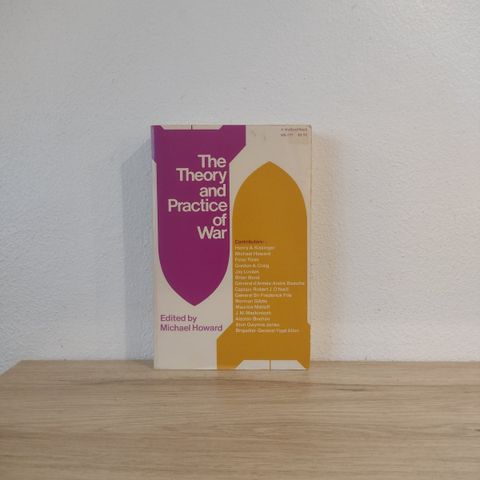 The
Theory
and
Practice
of
War
Edited by
Michael Howard
Contributors:
Henry A. Kissinger
Michael Howard
Peter Paret
Gordon A. Craig
Jay Luvaas
Brian Bond
Général d'Armée André Beaufre
Captain Robert J. O'Neill
General Sir Frederick Pile
Norman Gibbs
Maurice Matloff
J. M. Mackintosh
Alastair Buchan
Alun Gwynne Jones
Brigadier-General Yigal Allon